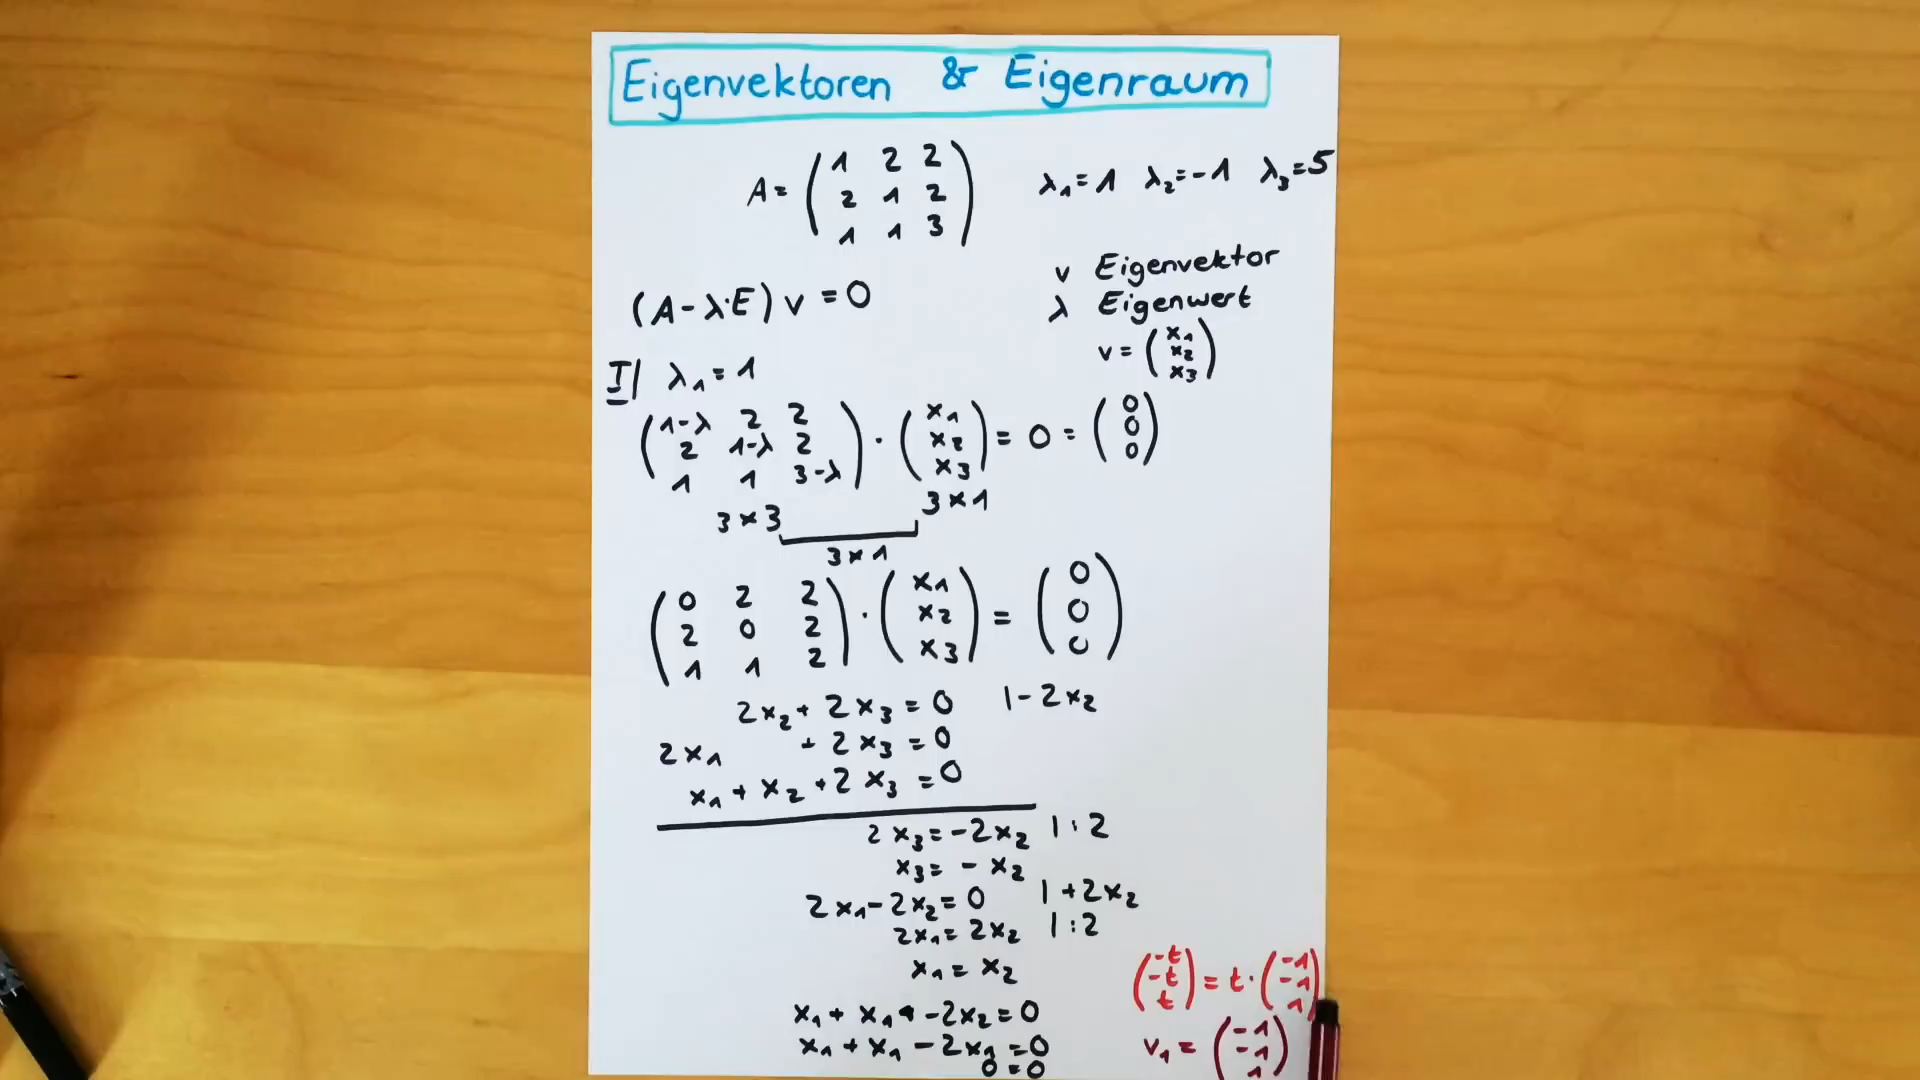 Eigenvektoren & Eigenraum
A = ( 1 2 2 ; 2 1 2 ; 1 1 3 )   λ₁ = 1   λ₂ = -1   λ₃ = 5
v Eigenvektor
(A - λ·E) v = 0   λ Eigenwert
v = ( x₁ ; x₂ ; x₃ )
I| λ₁ = 1
( 1-λ 2 2 ; 2 1-λ 2 ; 1 1 3-λ ) · ( x₁ ; x₂ ; x₃ ) = 0 = ( 0 ; 0 ; 0 )
3 × 3   3 × 1
3 × 1
( 0 2 2 ; 2 0 2 ; 1 1 2 ) · ( x₁ ; x₂ ; x₃ ) = ( 0 ; 0 ; 0 )
2x₂ + 2x₃ = 0   | - 2x₂
2x₁ + 2x₃ = 0
x₁ + x₂ + 2x₃ = 0
2x₃ = -2x₂   | : 2
x₃ = - x₂
2x₁ - 2x₂ = 0   | + 2x₂
2x₁ = 2x₂   | : 2
x₁ = x₂
( -t ; -t ; t ) = t · ( -1 ; -1 ; 1 )
x₁ + x₁ + -2x₂ = 0
x₁ + x₁ - 2x₁ = 0   v₁ = ( -1 ; -1 ; 1 )
0 = 0